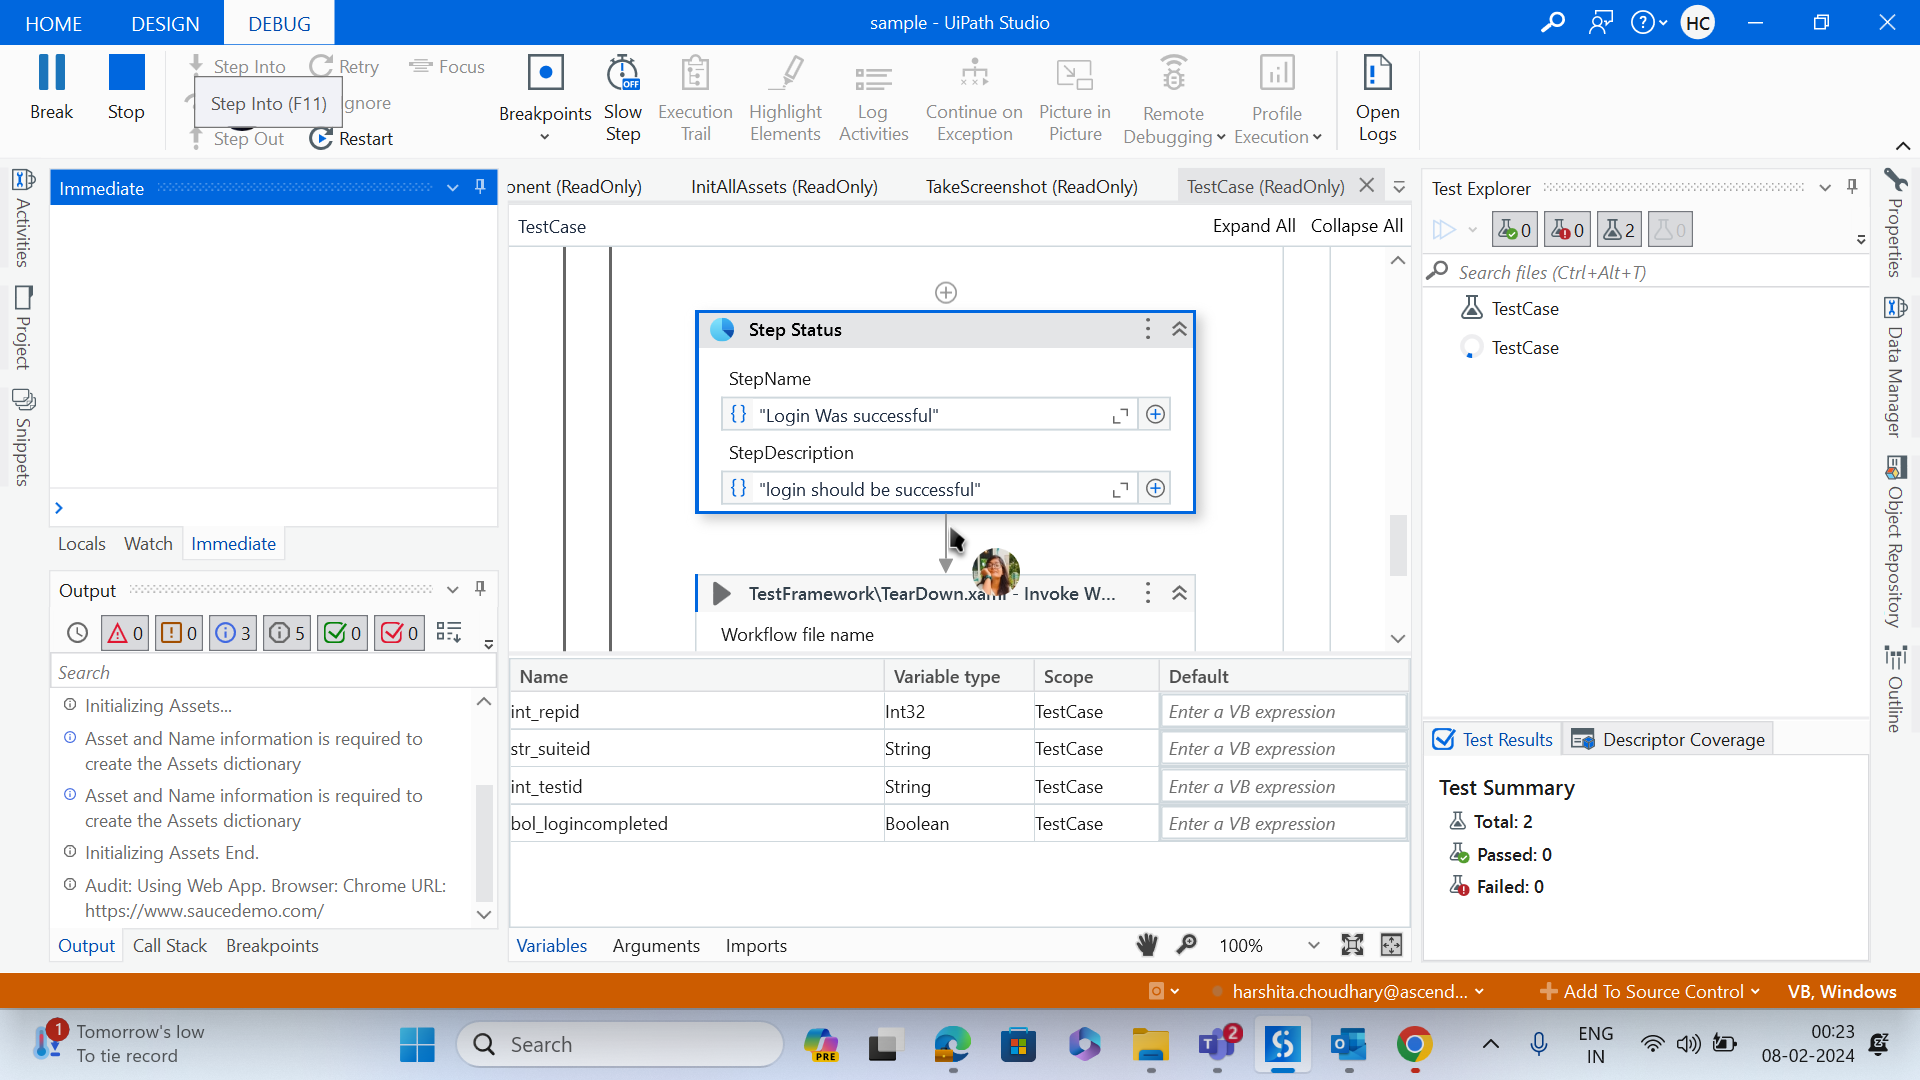 HOME DESIGN DEBUG
sample - UiPath Studio
HC
Break
Stop
Step Into
Step Into (F11)
Step Out
Retry
gnore
Restart
Focus
Breakpoints
Slow
Step
Execution
Trail
Highlight
Elements
Log
Activities
Continue on
Exception
Picture in
Picture
Remote
Debugging
Profile
Execution
Open
Logs
OFF
Activities
Project
Snippets
Immediate
Locals Watch Immediate
Output
0 0 3 5 0 0
Search
Initializing Assets...
Asset and Name information is required to
create the Assets dictionary
Asset and Name information is required to
create the Assets dictionary
Initializing Assets End.
Audit: Using Web App. Browser: Chrome URL:
https://www.saucedemo.com/
Output Call Stack Breakpoints
onent (ReadOnly) InitAllAssets (ReadOnly) TakeScreenshot (ReadOnly) TestCase (ReadOnly)
TestCase
Expand All Collapse All
Step Status
StepName
"Login Was successful"
StepDescription
"login should be successful"
TestFramework\TearDown.xaml - Invoke W...
Workflow file name
Name Variable type Scope Default
int_repid Int32 TestCase Enter a VB expression
str_suiteid String TestCase Enter a VB expression
int_testid String TestCase Enter a VB expression
bol_logincompleted Boolean TestCase Enter a VB expression
Variables Arguments Imports
100%
Test Explorer
0 0 2 0
Search files (Ctrl+Alt+T)
TestCase
TestCase
Test Results Descriptor Coverage
Test Summary
Total: 2
Passed: 0
Failed: 0
Properties
Data Manager
Object Repository
Outline
harshita.choudhary@ascend...
Add To Source Control
VB, Windows
1
Tomorrow's low
To tie record
Search
PRE
2
ENG
IN
00:23
08-02-2024